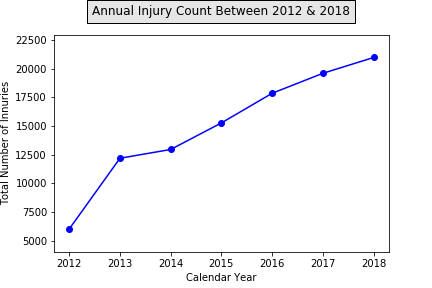 Annual Injury Count Between 2012 & 2018
22500
20000
17500
15000
12500
10000
7500
5000
Total Number of Innuries
2012 2013 2014 2015 2016 2017 2018
Calendar Year